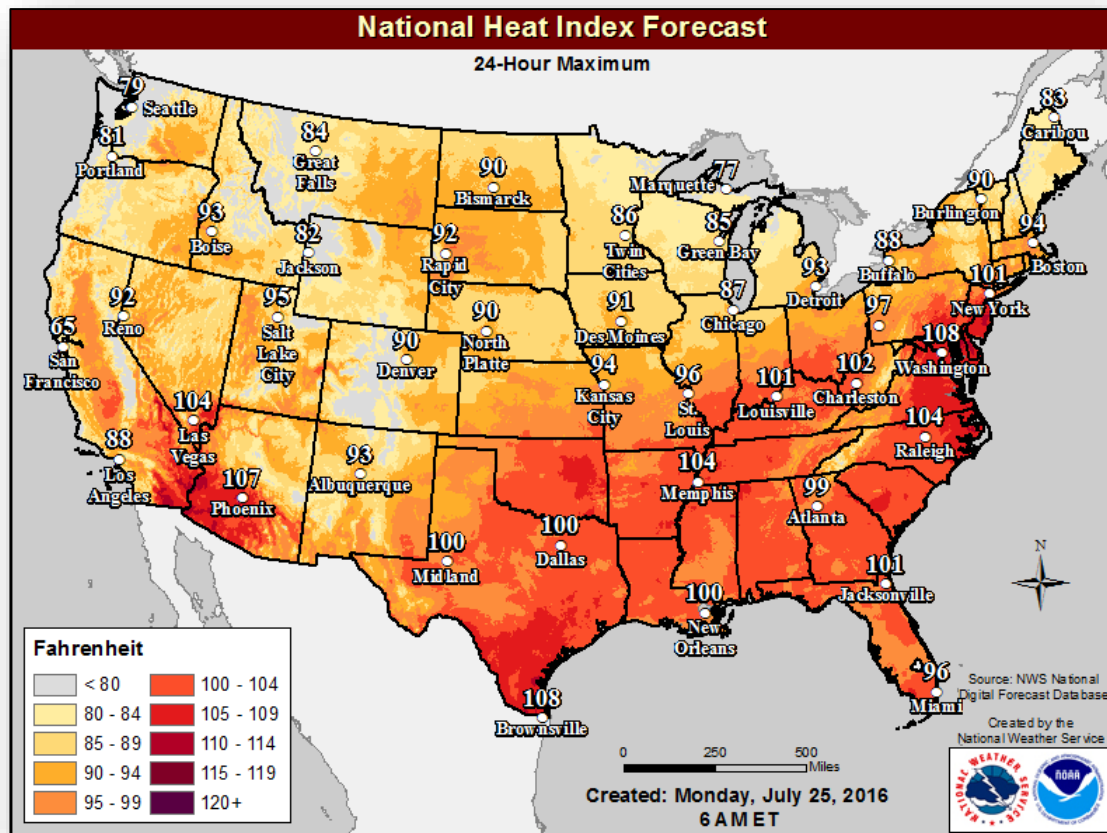 National Heat Index Forecast
24-Hour Maximum
79
Seattle
81
Portland
84
Great
Falls
90
Bismarck
77
Marquette
83
Caribou
93
Boise
82
Jackson
92
Rapid
City
86
Twin
Cities
85
Green Bay
90
Burlington
94
Boston
88
Buffalo
93
Detroit
101
New York
65
San
Francisco
92
Reno
95
Salt
Lake
City
90
Denver
90
North
Platte
91
Des Moines
87
Chicago
97
108
Washington
94
Kansas
City
96
St.
Louis
101
Louisville
102
Charleston
104
Raleigh
104
Las
Vegas
88
Los
Angeles
107
Phoenix
93
Albuquerque
104
Memphis
99
Atlanta
100
Midland
100
Dallas
100
New
Orleans
101
Jacksonville
108
Brownsville
96
Miami
N
Fahrenheit
< 80
80 - 84
85 - 89
90 - 94
95 - 99
100 - 104
105 - 109
110 - 114
115 - 119
120+
0 250 500
Miles
Created: Monday, July 25, 2016
6 AM ET
Source: NWS National
Digital Forecast Database
Created by the
National Weather Service
NATIONAL WEATHER SERVICE
NOAA